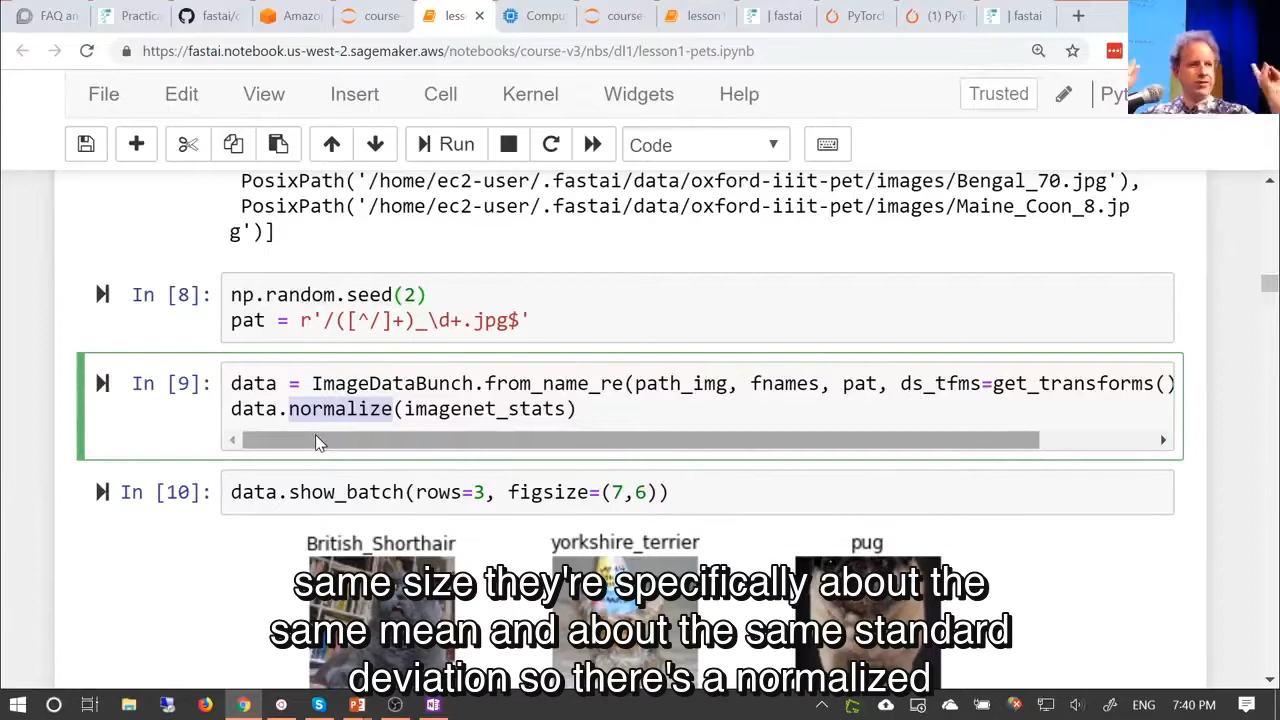 FAQ an
Practica
fastai/c
Amazo
course
less
Compu
course
lesson1
| fastai
PyTorch
(1) PyT
| fastai
https://fastai.notebook.us-west-2.sagemaker.aws/notebooks/course-v3/nbs/dl1/lesson1-pets.ipynb
File Edit View Insert Cell Kernel Widgets Help Trusted Pyt
Run Code
PosixPath('/home/ec2-user/.fastai/data/oxford-iiit-pet/images/Bengal_70.jpg'),
PosixPath('/home/ec2-user/.fastai/data/oxford-iiit-pet/images/Maine_Coon_8.jp
g')]
In [8]: np.random.seed(2)
pat = r'/([^/]+)_\d+.jpg$'
In [9]: data = ImageDataBunch.from_name_re(path_img, fnames, pat, ds_tfms=get_transforms()
data.normalize(imagenet_stats)
In [10]: data.show_batch(rows=3, figsize=(7,6))
British_Shorthair yorkshire_terrier pug
same size they're specifically about the
same mean and about the same standard
deviation so there's a normalized
ENG 7:40 PM